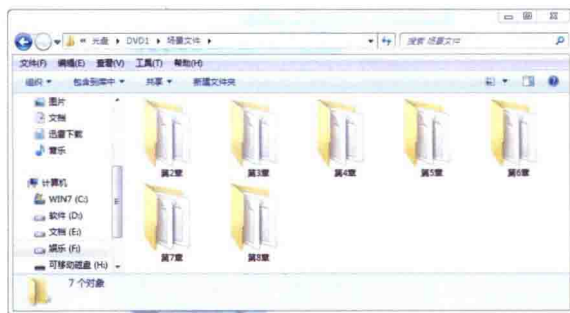 « 光盘 ▸ DVD1 ▸ 场景文件 ▸
搜索 场景文件
文件(F) 编辑(E) 查看(V) 工具(T) 帮助(H)
组织 包含到库中 共享 新建文件夹
图片
文档
迅雷下载
音乐
计算机
WIN7 (C:)
软件 (D:)
文档 (E:)
娱乐 (F:)
可移动磁盘 (H:)
第2章 第3章 第4章 第5章 第6章
第7章 第8章
7 个对象